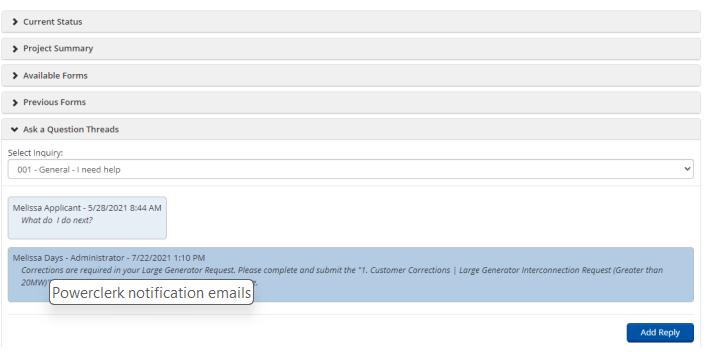 Current Status
Project Summary
Available Forms
Previous Forms
Ask a Question Threads
Select Inquiry:
001 - General - I need help
Melissa Applicant - 5/28/2021 8:44 AM
What do I do next?
Melissa Days - Administrator - 7/22/2021 1:10 PM
Corrections are required in your Large Generator Request. Please complete and submit the "1. Customer Corrections | Large Generator Interconnection Request (Greater than
20MW)"
Powerclerk notification emails
Add Reply